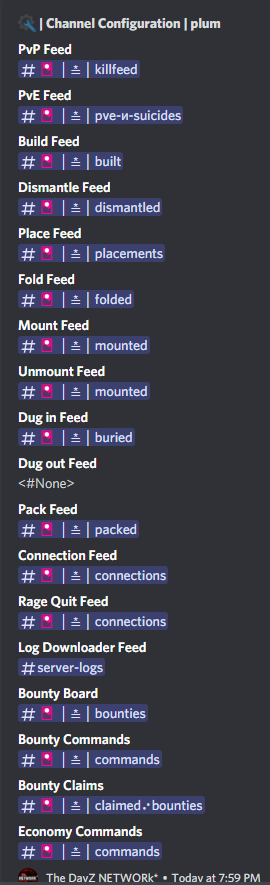 | Channel Configuration | plum
PvP Feed
# | ≛ | killfeed
PvE Feed
# | ≛ | pve-и-suicides
Build Feed
# | ≛ | built
Dismantle Feed
# | ≛ | dismantled
Place Feed
# | ≛ | placements
Fold Feed
# | ≛ | folded
Mount Feed
# | ≛ | mounted
Unmount Feed
# | ≛ | mounted
Dug in Feed
# | ≛ | buried
Dug out Feed
<#None>
Pack Feed
# | ≛ | packed
Connection Feed
# | ≛ | connections
Rage Quit Feed
# | ≛ | connections
Log Downloader Feed
#server-logs
Bounty Board
# | ≛ | bounties
Bounty Commands
# | ≛ | commands
Bounty Claims
# | ≛ | claimed⢀⠂bounties
Economy Commands
# | ≛ | commands
NETWORK
The DayZ NETWORk* • Today at 7:59 PM